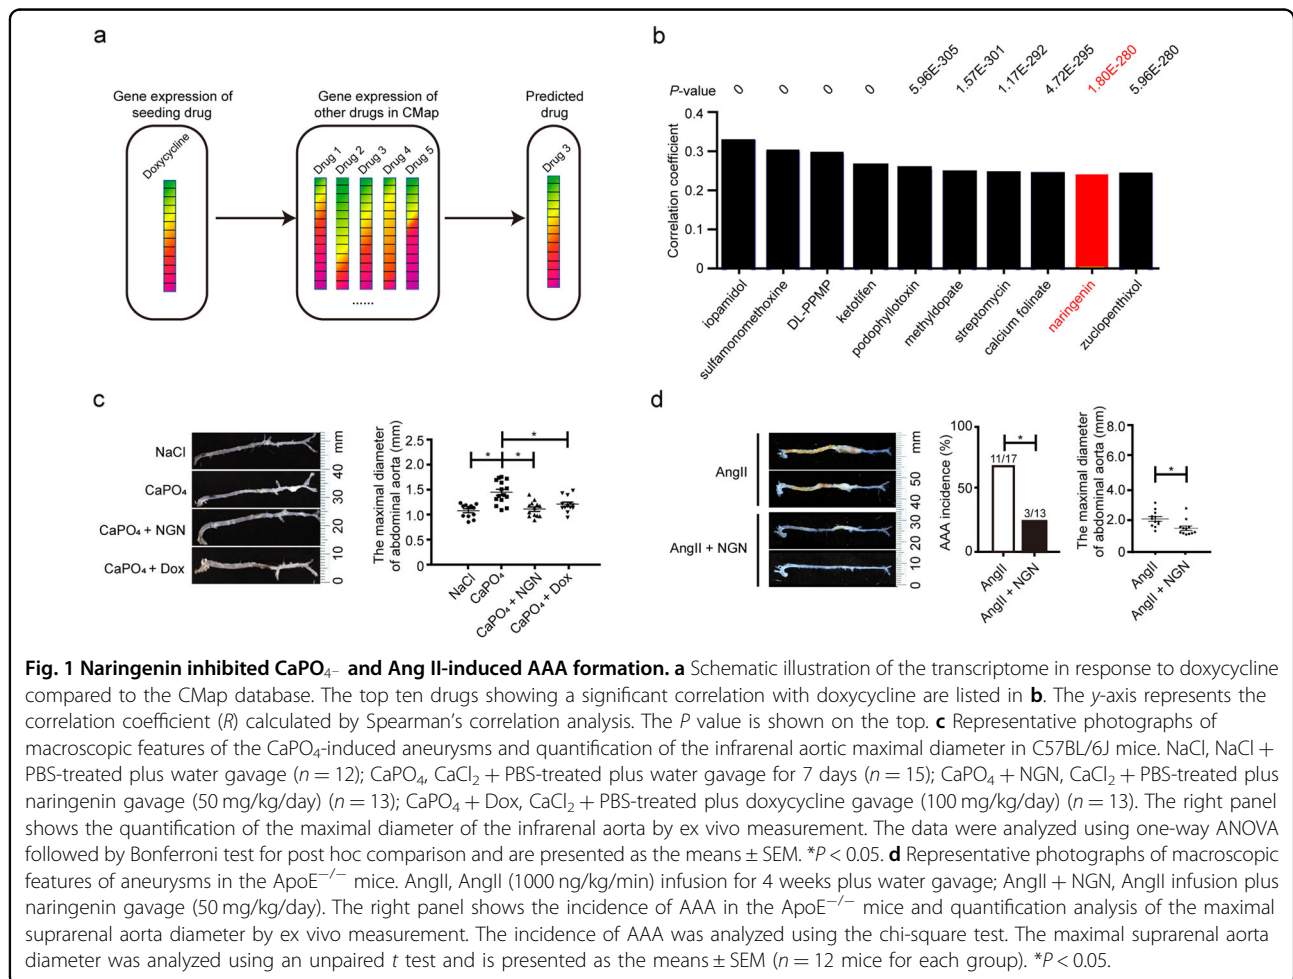 a
Gene expression of
seeding drug
Doxycycline
Gene expression of
other drugs in CMap
Drug 1
Drug 2
Drug 3
Drug 4
Drug 5
......
Predicted
drug
Drug 3
b
P-value
0
0
0
0
5.96E-305
1.57E-301
1.17E-292
4.72E-295
1.80E-280
5.96E-280
Correlation coefficient
0.4
0.3
0.2
0.1
0
iopamidol
sulfamonomethoxine
DL-PPMP
ketotifen
podophyllotoxin
methyldopate
streptomycin
calcium folinate
naringenin
zuclopenthixol
c
NaCl
CaPO₄
CaPO₄ + NGN
CaPO₄ + Dox
mm
40
30
20
10
0
The maximal diameter
of abdominal aorta (mm)
2.5
2.0
1.5
1.0
0.5
0
*
*
*
NaCl
CaPO₄
CaPO₄ + NGN
CaPO₄ + Dox
d
AngII
AngII + NGN
mm
50
40
30
20
10
0
AAA incidence (%)
100
50
0
11/17
*
3/13
AngII
AngII + NGN
The maximal diameter
of abdominal aorta (mm)
8.0
6.0
4.0
2.0
0
*
AngII
AngII + NGN
Fig. 1 Naringenin inhibited CaPO₄₋ and Ang II-induced AAA formation. a Schematic illustration of the transcriptome in response to doxycycline
compared to the CMap database. The top ten drugs showing a significant correlation with doxycycline are listed in b. The y-axis represents the
correlation coefficient (R) calculated by Spearman's correlation analysis. The P value is shown on the top. c Representative photographs of
macroscopic features of the CaPO₄-induced aneurysms and quantification of the infrarenal aortic maximal diameter in C57BL/6J mice. NaCl, NaCl +
PBS-treated plus water gavage (n = 12); CaPO₄, CaCl₂ + PBS-treated plus water gavage for 7 days (n = 15); CaPO₄ + NGN, CaCl₂ + PBS-treated plus
naringenin gavage (50 mg/kg/day) (n = 13); CaPO₄ + Dox, CaCl₂ + PBS-treated plus doxycycline gavage (100 mg/kg/day) (n = 13). The right panel
shows the quantification of the maximal diameter of the infrarenal aorta by ex vivo measurement. The data were analyzed using one-way ANOVA
followed by Bonferroni test for post hoc comparison and are presented as the means ± SEM. *P < 0.05. d Representative photographs of macroscopic
features of aneurysms in the ApoE⁻/⁻ mice. AngII, AngII (1000 ng/kg/min) infusion for 4 weeks plus water gavage; AngII + NGN, AngII infusion plus
naringenin gavage (50 mg/kg/day). The right panel shows the incidence of AAA in the ApoE⁻/⁻ mice and quantification analysis of the maximal
suprarenal aorta diameter by ex vivo measurement. The incidence of AAA was analyzed using the chi-square test. The maximal suprarenal aorta
diameter was analyzed using an unpaired t test and is presented as the means ± SEM (n = 12 mice for each group). *P < 0.05.